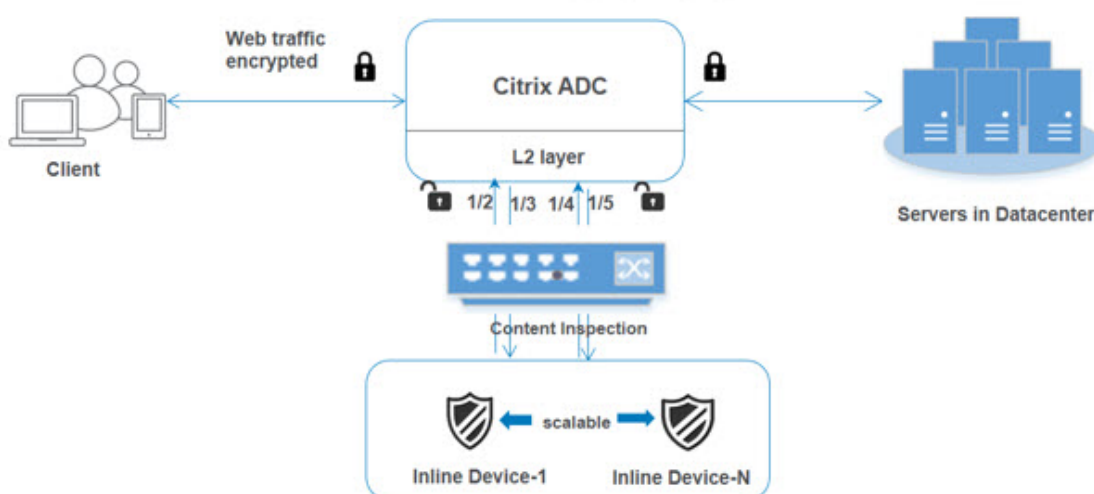 Web traffic
encrypted
Citrix ADC
L2 layer
Client
1/2 1/3 1/4 1/5
Servers in Datacenter
Content Inspection
scalable
Inline Device-1 Inline Device-N